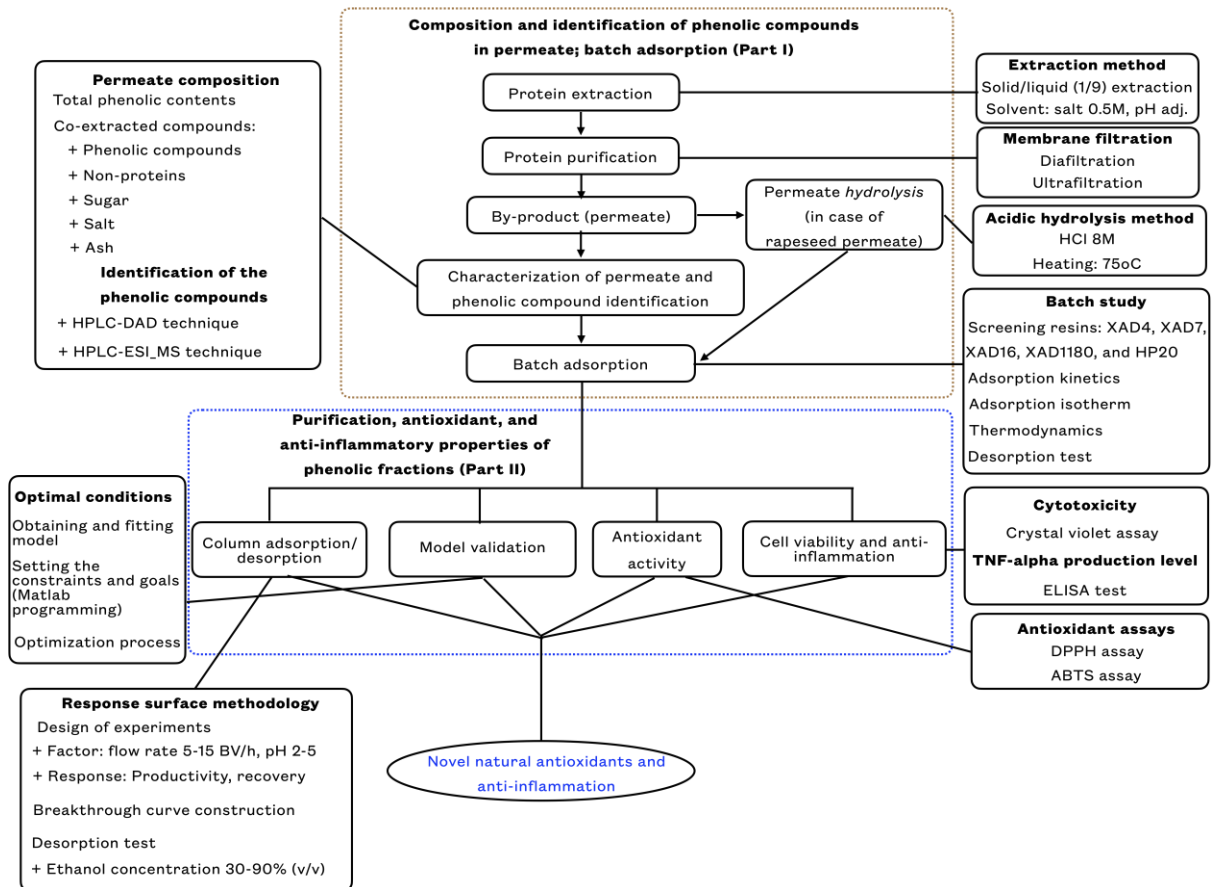 Composition and identification of phenolic compounds
in permeate; batch adsorption (Part I)
Permeate composition
Total phenolic contents
Co-extracted compounds:
+ Phenolic compounds
+ Non-proteins
+ Sugar
+ Salt
+ Ash
Identification of the
phenolic compounds
+ HPLC-DAD technique
+ HPLC-ESI_MS technique
Protein extraction
Protein purification
By-product (permeate)
Permeate hydrolysis
(in case of
rapeseed permeate)
Characterization of permeate and
phenolic compound identification
Batch adsorption
Extraction method
Solid/liquid (1/9) extraction
Solvent: salt 0.5M, pH adj.
Membrane filtration
Diafiltration
Ultrafiltration
Acidic hydrolysis method
HCl 8M
Heating: 75oC
Batch study
Screening resins: XAD4, XAD7,
XAD16, XAD1180, and HP20
Adsorption kinetics
Adsorption isotherm
Thermodynamics
Desorption test
Purification, antioxidant, and
anti-inflammatory properties of
phenolic fractions (Part II)
Optimal conditions
Obtaining and fitting
model
Setting the
constraints and goals
(Matlab
programming)
Optimization process
Column adsorption/
desorption
Model validation
Antioxidant
activity
Cell viability and anti-
inflammation
Cytotoxicity
Crystal violet assay
TNF-alpha production level
ELISA test
Antioxidant assays
DPPH assay
ABTS assay
Response surface methodology
Design of experiments
+ Factor: flow rate 5-15 BV/h, pH 2-5
+ Response: Productivity, recovery
Breakthrough curve construction
Desorption test
+ Ethanol concentration 30-90% (v/v)
Novel natural antioxidants and
anti-inflammation